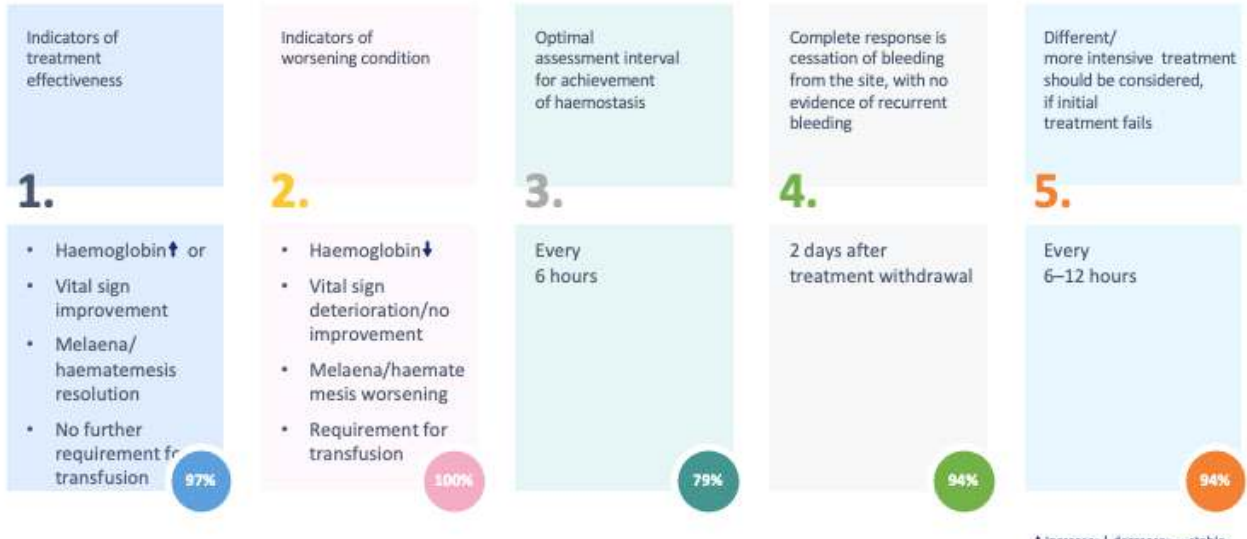 Indicators of
treatment
effectiveness
Indicators of
worsening condition
Optimal
assessment interval
for achievement
of haemostasis
Complete response is
cessation of bleeding
from the site, with no
evidence of recurrent
bleeding
Different/
more intensive treatment
should be considered,
if initial
treatment fails
1.
2.
3.
4.
5.
• Haemoglobin⬆ or
• Vital sign
improvement
• Melaena/
haematemesis
resolution
• No further
requirement
transfusion
97%
• Haemoglobin⬇
• Vital sign
deterioration/no
improvement
• Melaena/haemate
mesis worsening
• Requirement for
transfusion
100%
Every
6 hours
79%
2 days after
treatment withdrawal
94%
Every
6–12 hours
94%